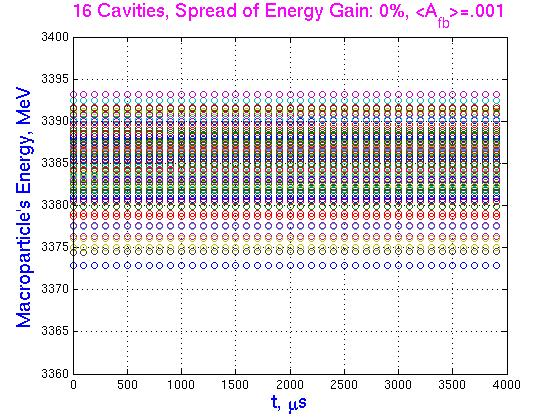 16 Cavities, Spread of Energy Gain: 0%, <A_fb>=.001
3400
3395
3390
3385
3380
3375
3370
3365
3360
Macroparticle's Energy, MeV
0 500 1000 1500 2000 2500 3000 3500 4000
t, μs